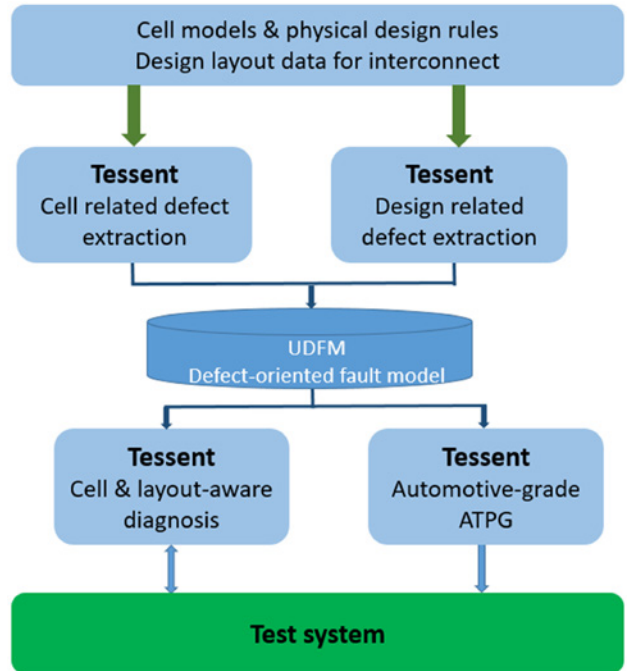 Cell models & physical design rules
Design layout data for interconnect
Tessent
Cell related defect
extraction
Tessent
Design related
defect extraction
UDFM
Defect-oriented fault model
Tessent
Cell & layout-aware
diagnosis
Tessent
Automotive-grade
ATPG
Test system